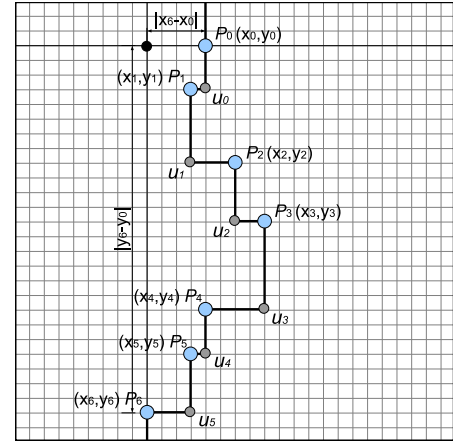 |x6-x0|
P0 (x0,y0)
(x1,y1) P1
u0
u1
P2 (x2,y2)
P3 (x3,y3)
u2
|y6-y0|
(x4,y4) P4
u3
(x5,y5) P5
u4
(x6,y6) P6
u5